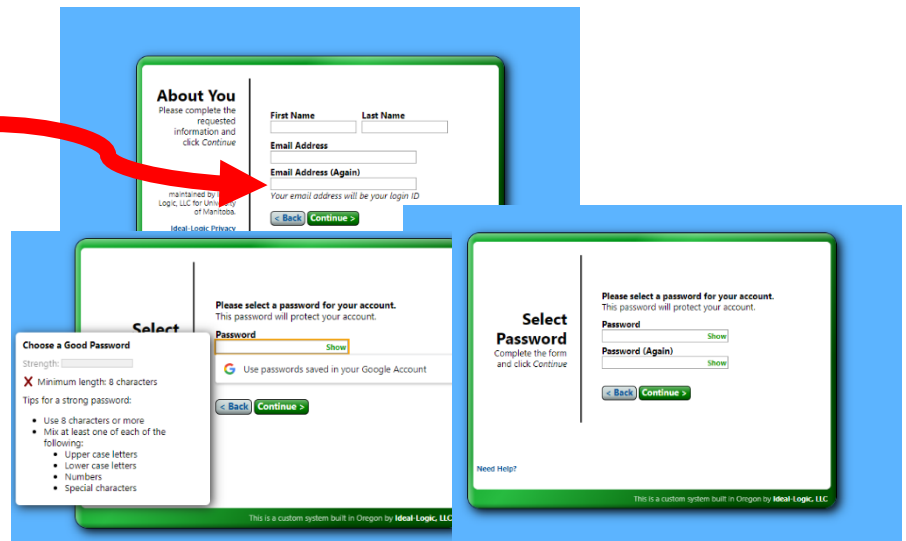 About You
Please complete the
requested
information and
click Continue
maintained by
Logic, LLC for University
of Manitoba.
Ideal-Logic Privacy
First Name
Last Name
Email Address
Email Address (Again)
Your email address will be your login ID
< Back
Continue >
Select
Please select a password for your account.
This password will protect your account.
Password
Show
Use passwords saved in your Google Account
< Back
Continue >
Choose a Good Password
Strength:
X Minimum length: 8 characters
Tips for a strong password:
• Use 8 characters or more
• Mix at least one of each of the
following:
• Upper case letters
• Lower case letters
• Numbers
• Special characters
This is a custom system built in Oregon by Ideal-Logic, LLC
Select
Password
Complete the form
and click Continue
Please select a password for your account.
This password will protect your account.
Password
Show
Password (Again)
Show
< Back
Continue >
Need Help?
This is a custom system built in Oregon by Ideal-Logic, LLC